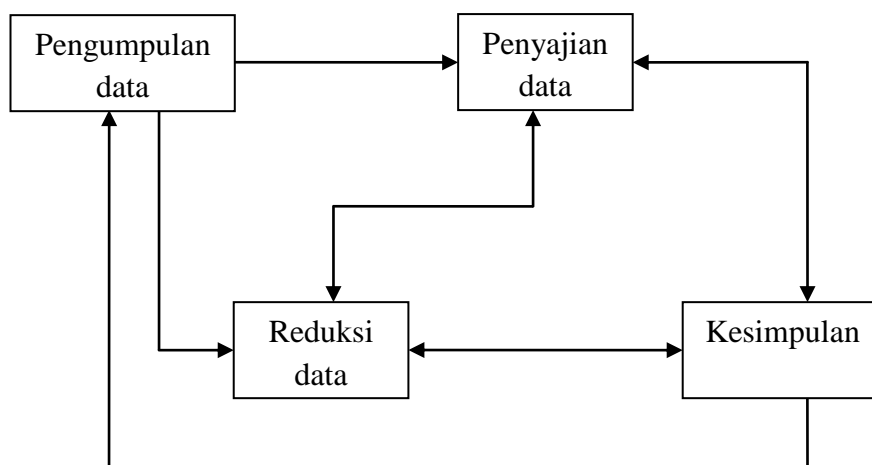 Pengumpulan
data
Penyajian
data
Reduksi
data
Kesimpulan